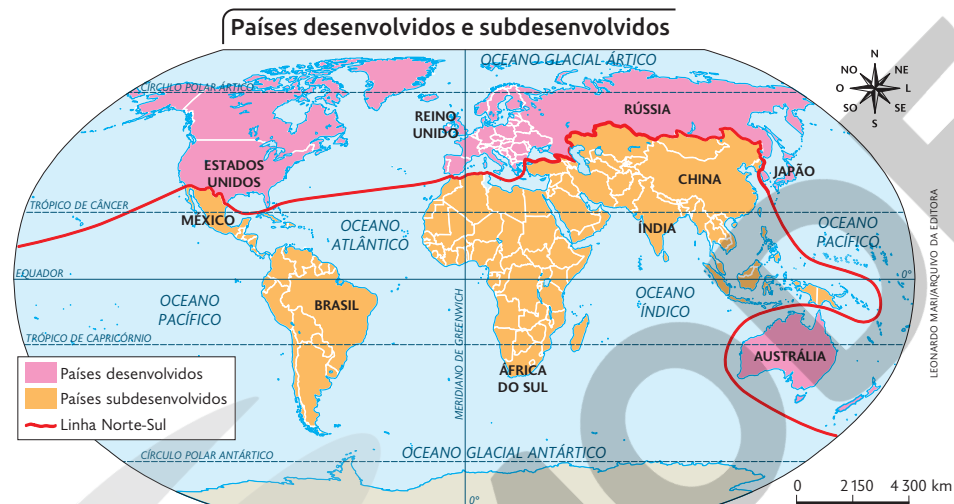 Países desenvolvidos e subdesenvolvidos
OCEANO GLACIAL ÁRTICO
N
NO
NE
O
L
SO
SE
S
CÍRCULO POLAR ÁRTICO
REINO
UNIDO
RÚSSIA
ESTADOS
UNIDOS
CHINA
JAPÃO
TRÓPICO DE CÂNCER
MÉXICO
OCEANO
ATLÂNTICO
ÍNDIA
OCEANO
PACÍFICO
EQUADOR
0°
OCEANO
PACÍFICO
BRASIL
MERIDIANO DE GREENWICH
OCEANO
ÍNDICO
TRÓPICO DE CAPRICÓRNIO
ÁFRICA
DO SUL
AUSTRÁLIA
Países desenvolvidos
Países subdesenvolvidos
Linha Norte-Sul
CÍRCULO POLAR ANTÁRTICO
OCEANO GLACIAL ANTÁRTICO
0°
0
2 150
4 300 km
LEONARDO MARI/ARQUIVO DA EDITORA